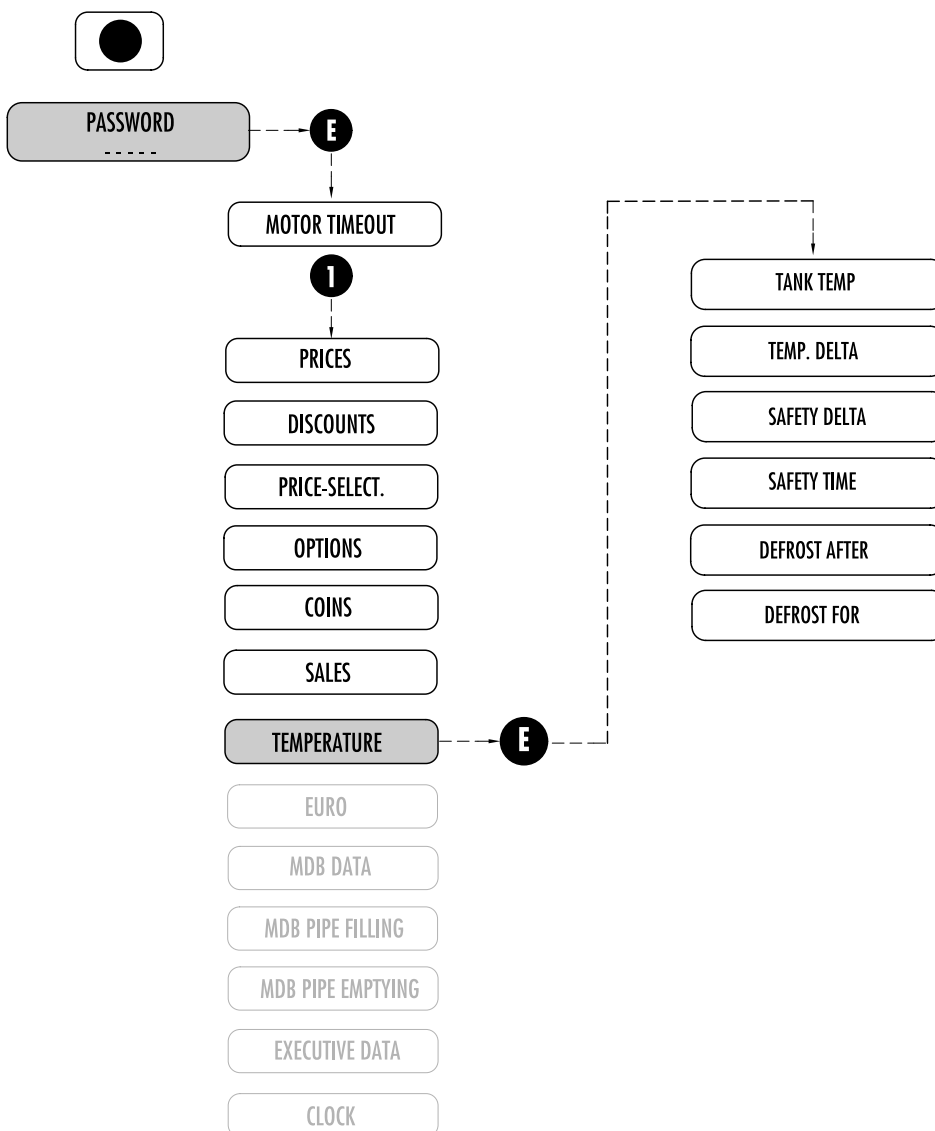 PASSWORD
- - - - -
E
MOTOR TIMEOUT
1
PRICES
DISCOUNTS
PRICE-SELECT.
OPTIONS
COINS
SALES
TEMPERATURE
E
EURO
MDB DATA
MDB PIPE FILLING
MDB PIPE EMPTYING
EXECUTIVE DATA
CLOCK
TANK TEMP
TEMP. DELTA
SAFETY DELTA
SAFETY TIME
DEFROST AFTER
DEFROST FOR